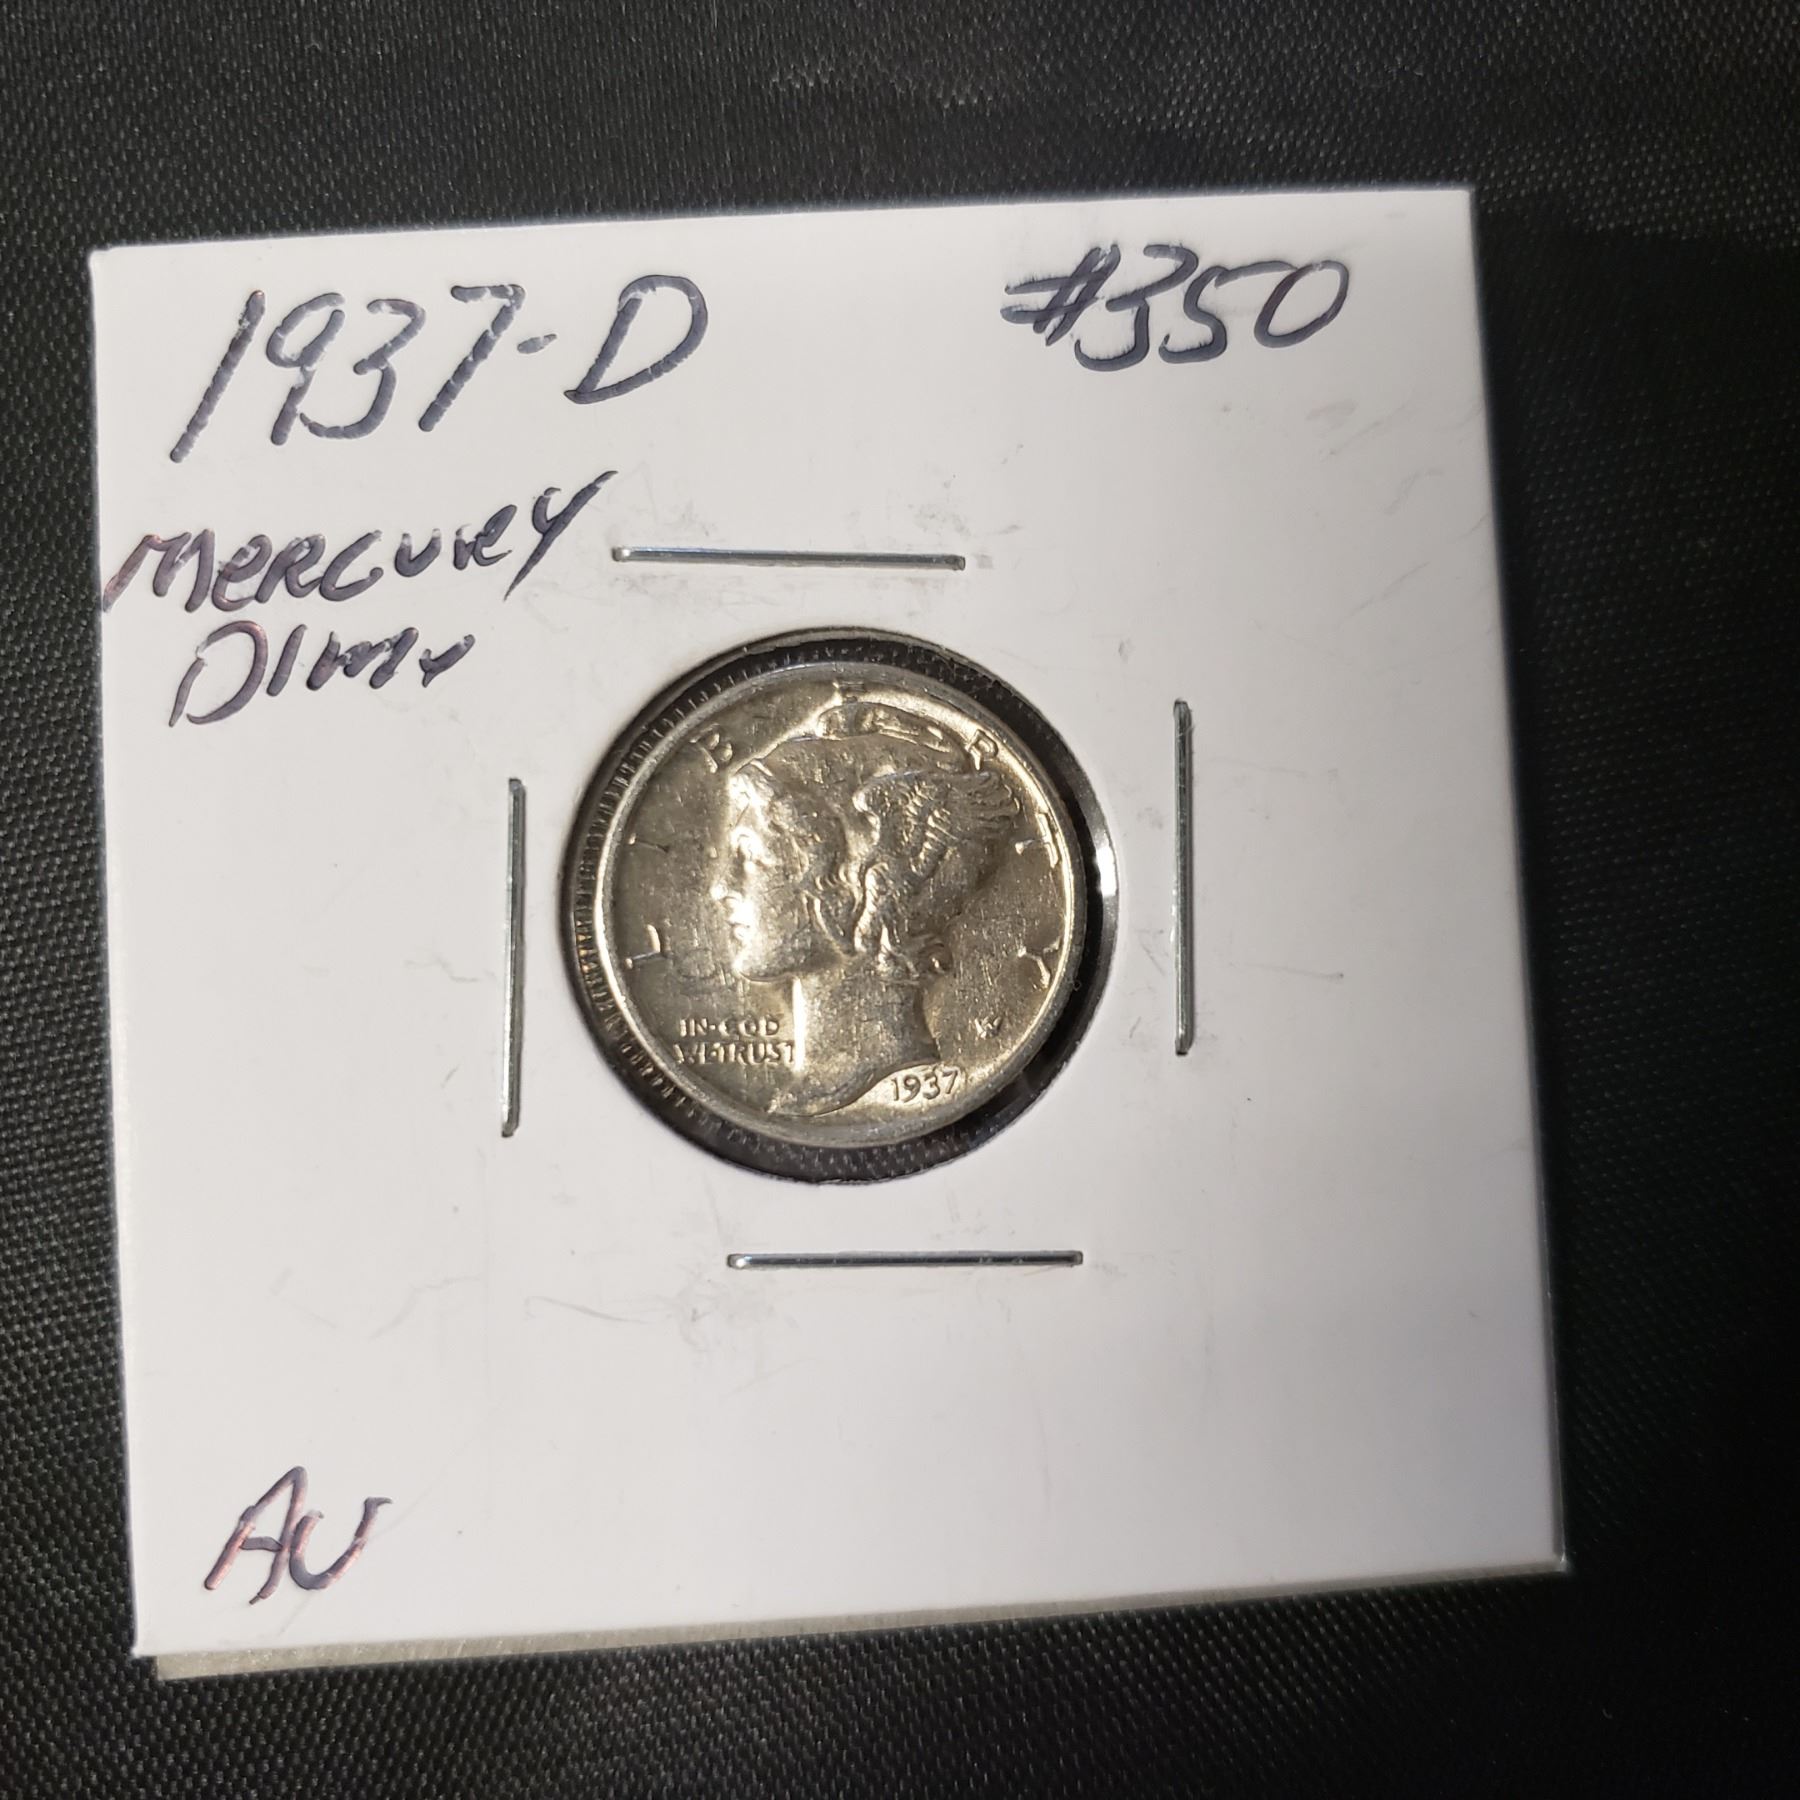 1937-D #350
MERCURY
DIME
LIBERTY
IN·GOD
WE·TRUST
1937
AU